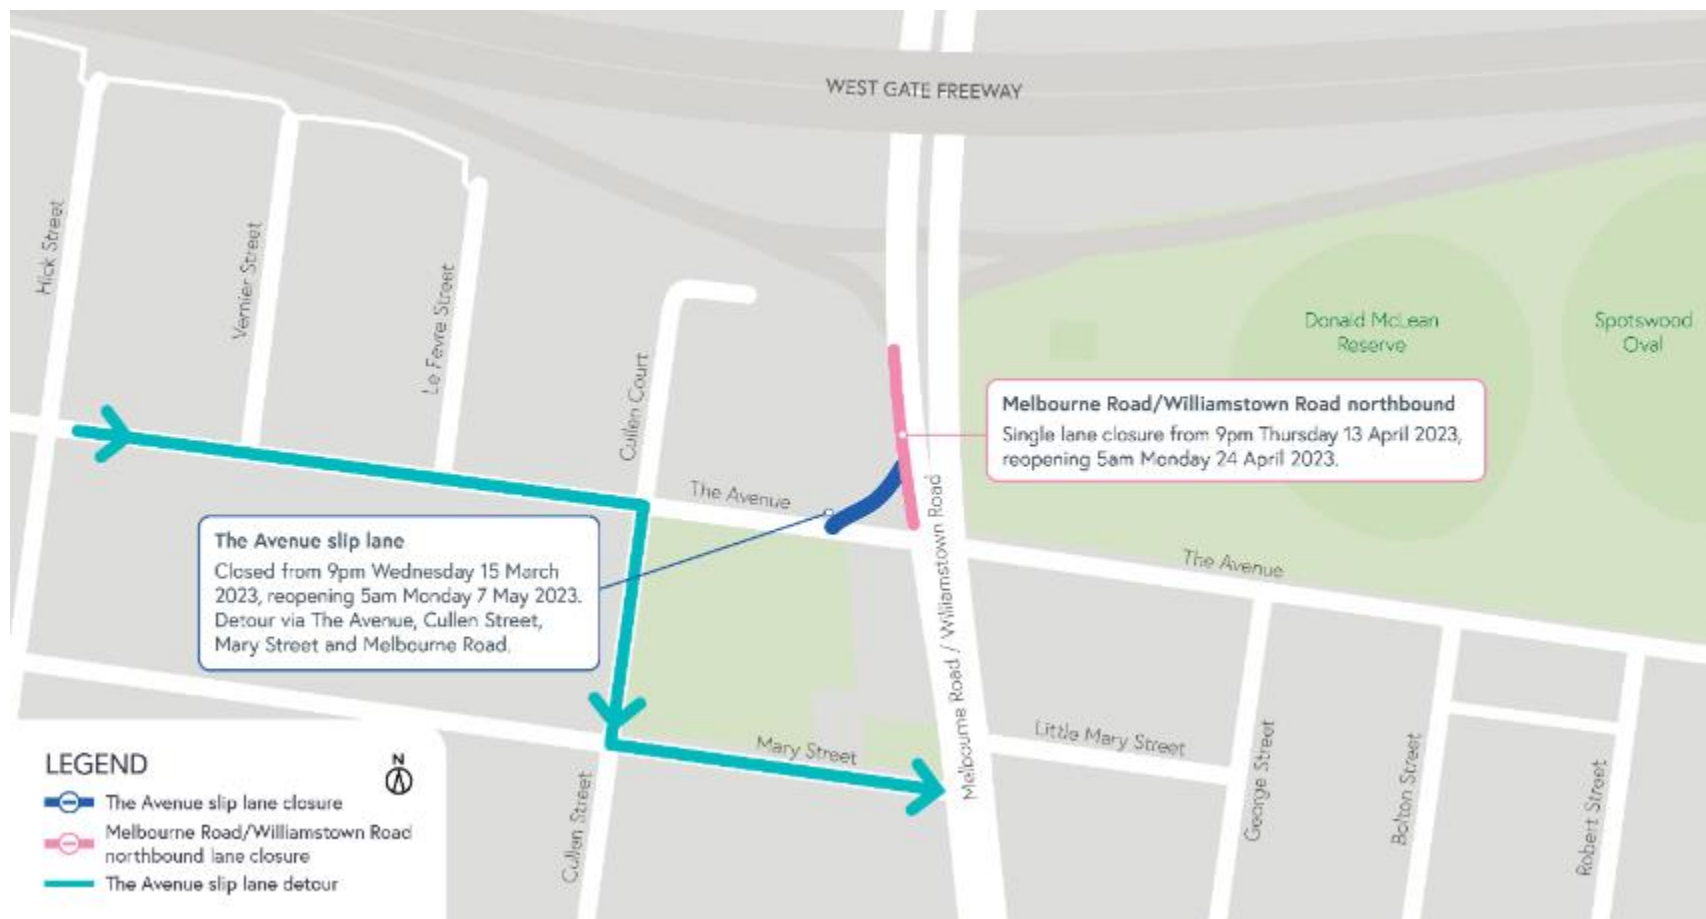 WEST GATE FREEWAY
Hick Street
Vernier Street
Le Fevre Street
Cullen Court
Donald McLean
Reserve
Spotswood
Oval
Melbourne Road/Williamstown Road northbound
Single lane closure from 9pm Thursday 13 April 2023,
reopening 5am Monday 24 April 2023.
The Avenue
The Avenue slip lane
Closed from 9pm Wednesday 15 March
2023, reopening 5am Monday 7 May 2023.
Detour via The Avenue, Cullen Street,
Mary Street and Melbourne Road.
The Avenue
Melbourne Road / Williamstown Road
Mary Street
Little Mary Street
Cullen Street
George Street
Bolton Street
Robert Street
LEGEND
N
The Avenue slip lane closure
Melbourne Road/Williamstown Road
northbound lane closure
The Avenue slip lane detour